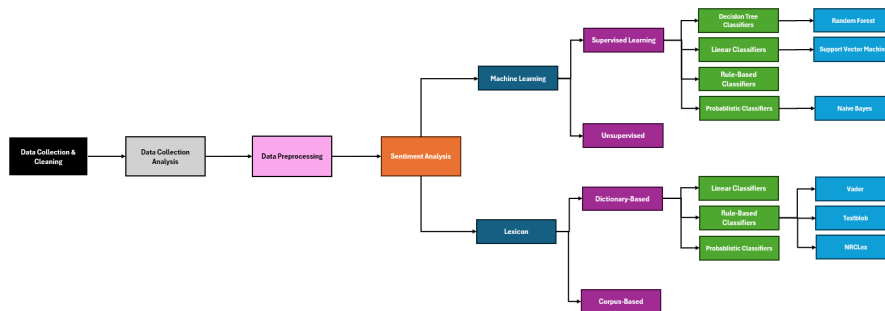 Data Collection &
Cleaning
Data Collection
Analysis
Data Preprocessing
Sentiment Analysis
Machine Learning
Supervised Learning
Decision Tree
Classifiers
Random Forest
Linear Classifiers
Support Vector Machin
Rule-Based
Classifiers
Probablistic Classifiers
Naive Bayes
Unsupervised
Lexicon
Dictionary-Based
Linear Classifiers
Rule-Based
Classifiers
Probablistic Classifiers
Vader
Textblob
NRCLex
Corpus-Based